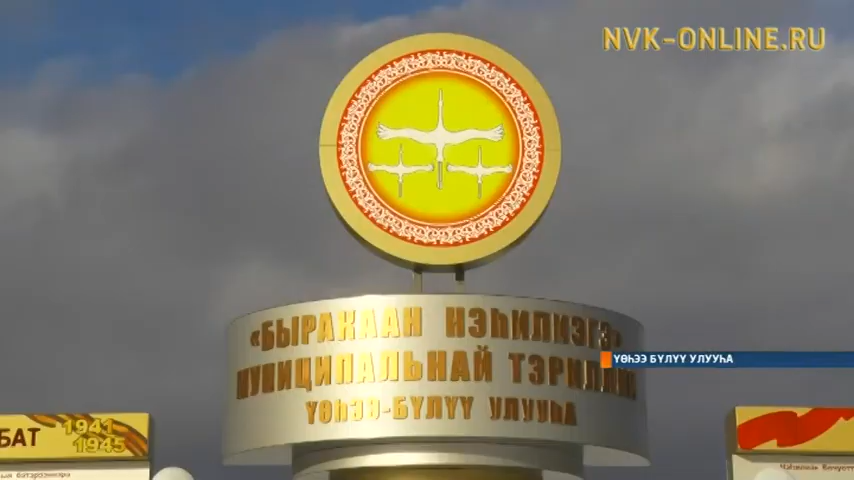 NVK-ONLINE.RU
«БЫРАКААН НЭҺИЛИЭГЭ»
МУНИЦИПАЛЬНАЙ ТЭРИЛЛИИ
ҮӨҺЭЭ-БҮЛҮҮ УЛУУҺА
ҮӨҺЭЭ БҮЛҮҮ УЛУУҺА
БАТ 1941
1945